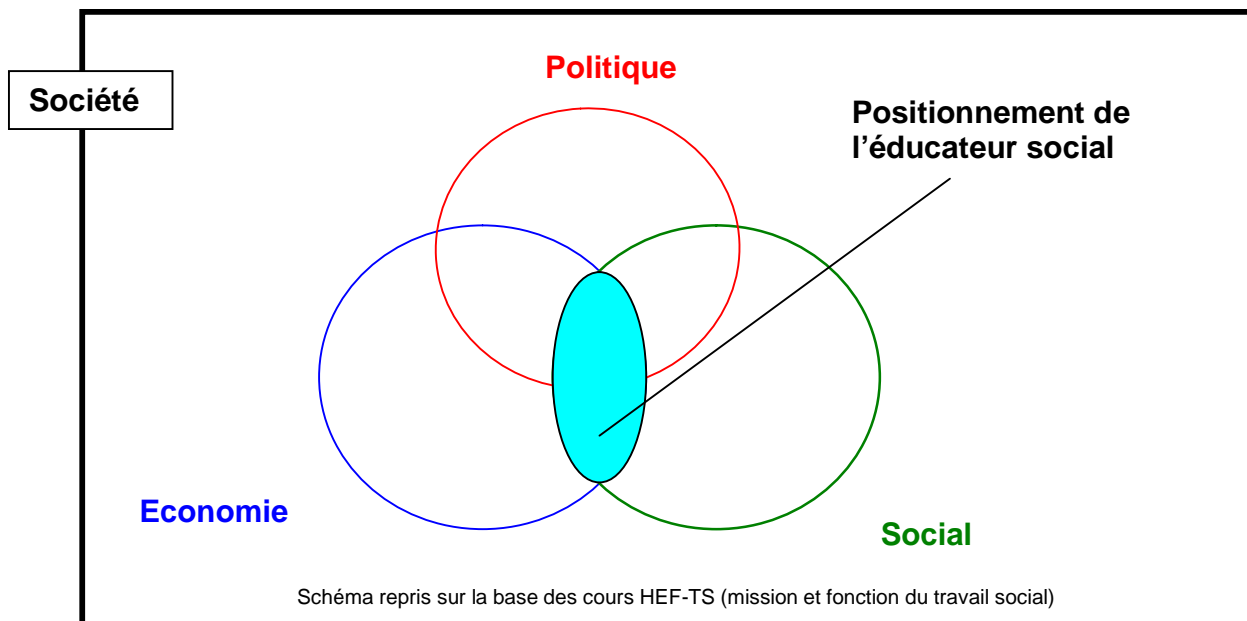 Politique
Société
Positionnement de
l'éducateur social
Economie
Social
Schéma repris sur la base des cours HEF-TS (mission et fonction du travail social)